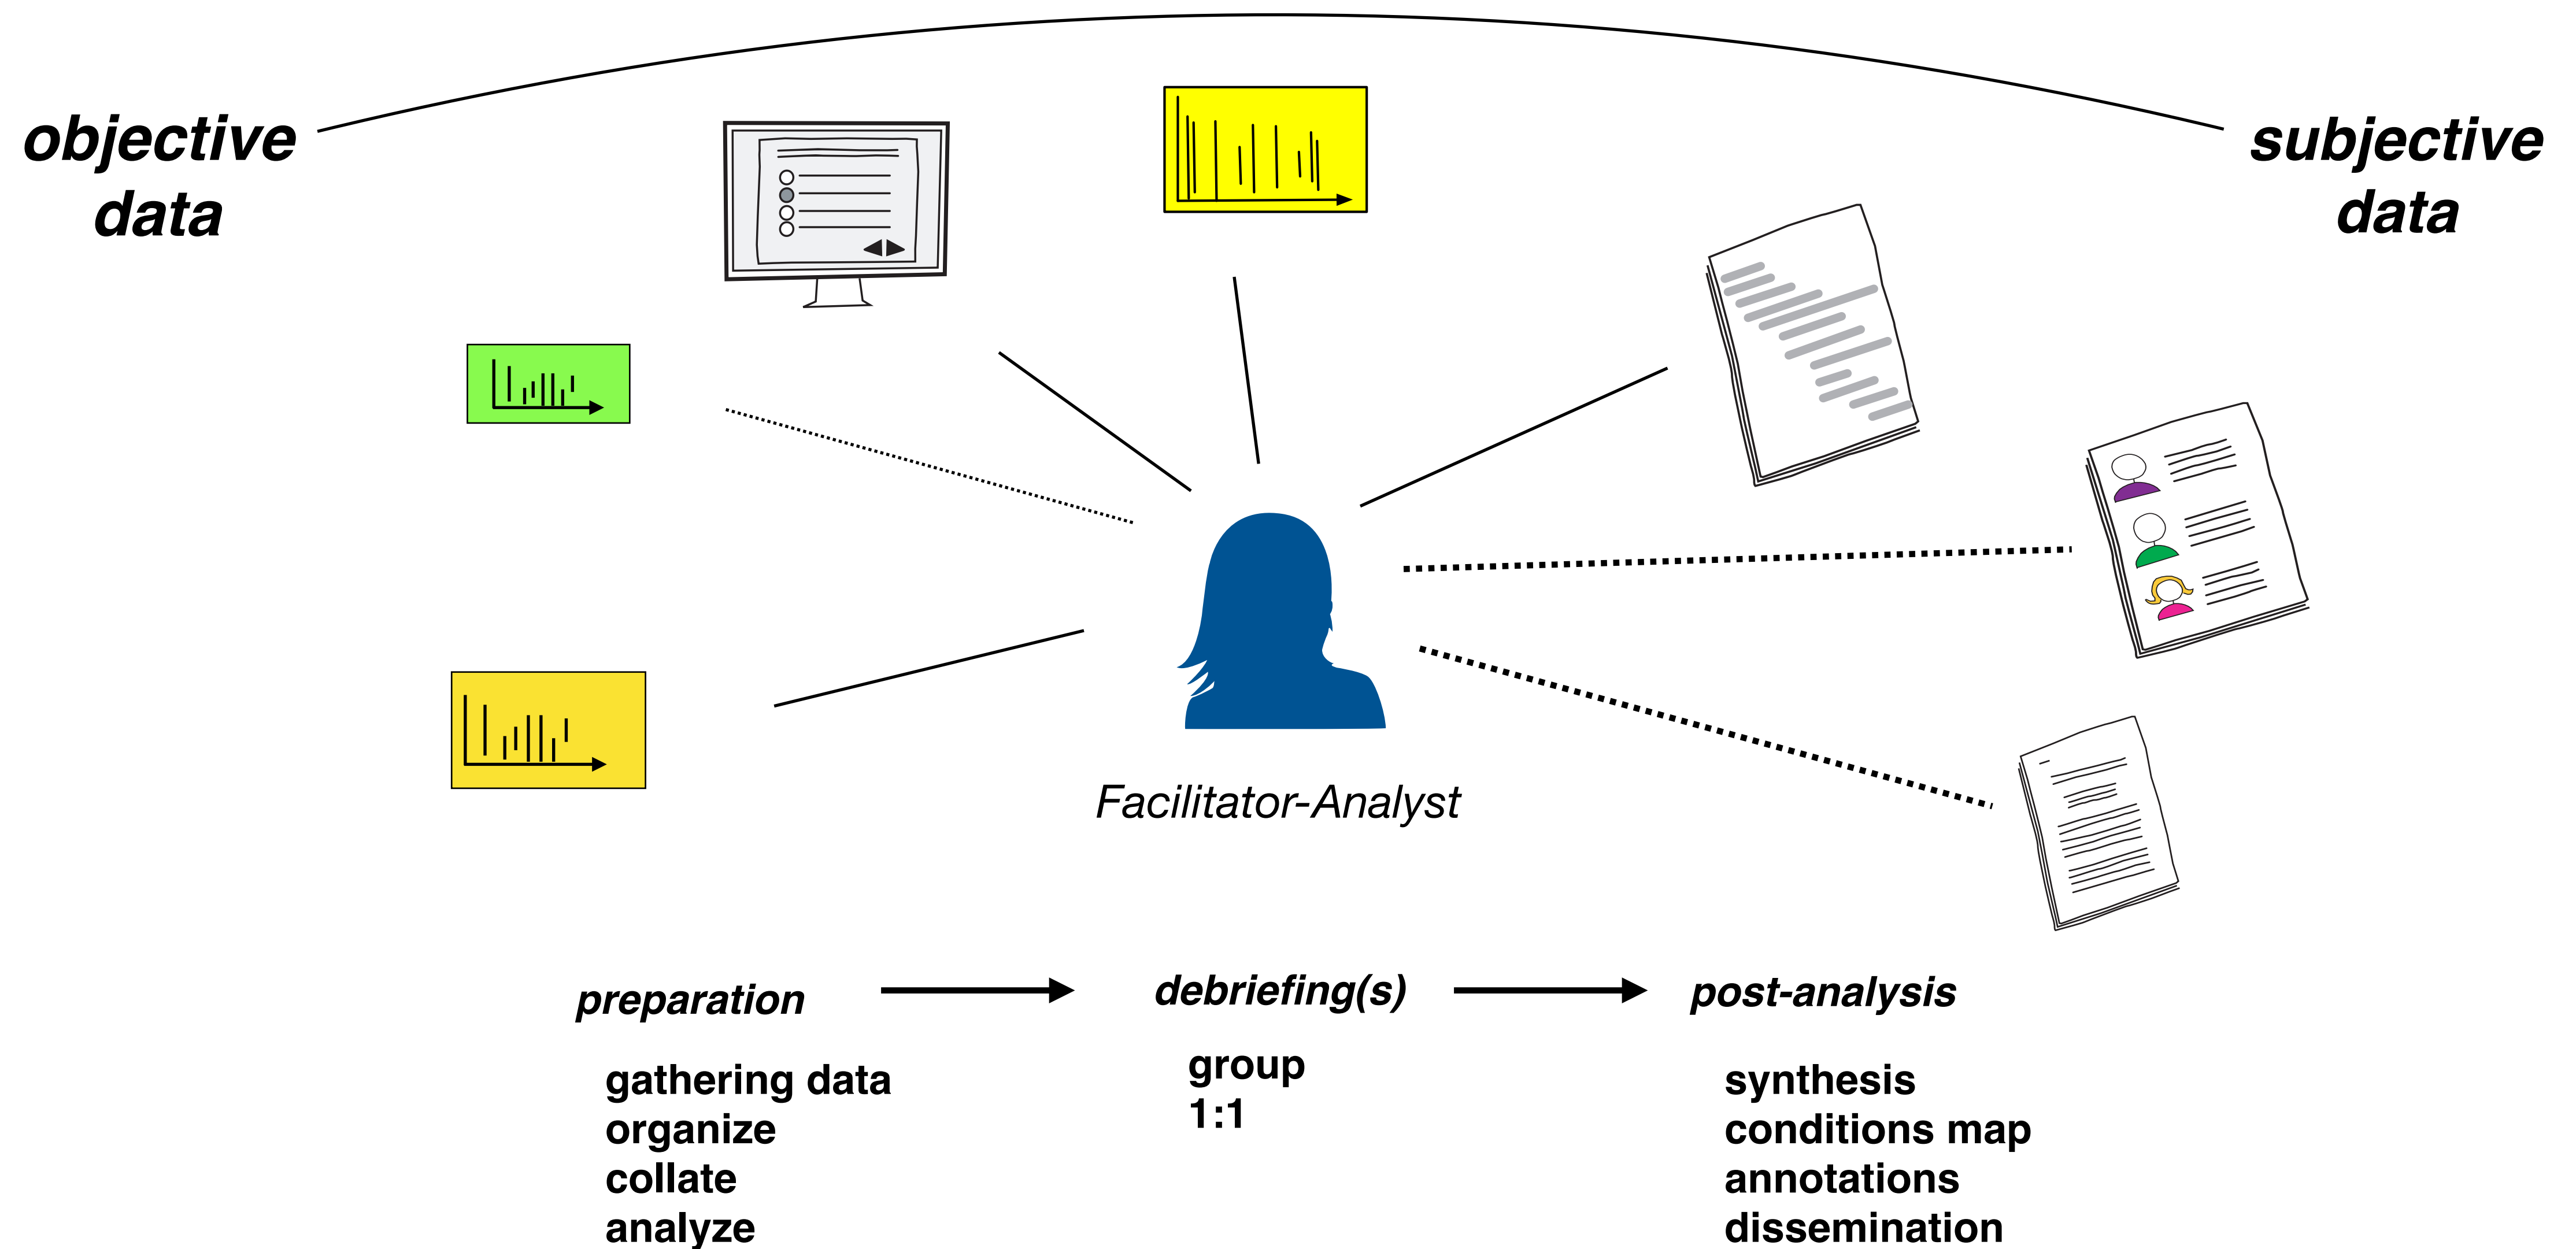 objective
data
subjective
data
Facilitator-Analyst
preparation
debriefing(s)
post-analysis
gathering data
organize
collate
analyze
group
1:1
synthesis
conditions map
annotations
dissemination